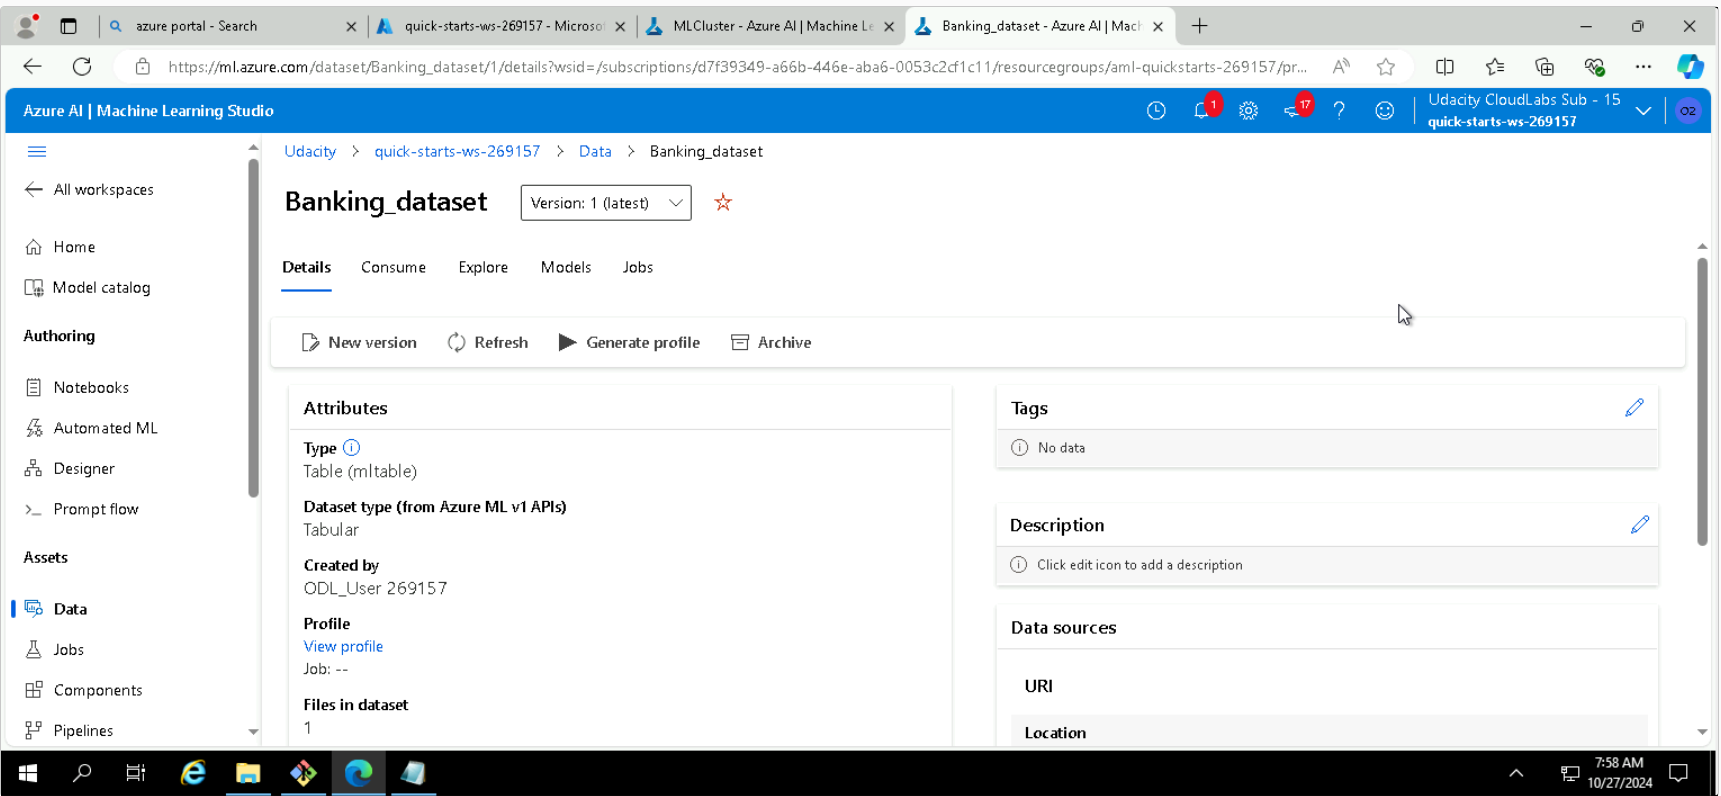 azure portal - Search
quick-starts-ws-269157 - Microsof
MLCluster - Azure AI | Machine Le
Banking_dataset - Azure AI | Mach
https://ml.azure.com/dataset/Banking_dataset/1/details?wsid=/subscriptions/d7f39349-a66b-446e-aba6-0053c2cf1c11/resourcegroups/aml-quickstarts-269157/pr...
Azure AI | Machine Learning Studio
1
17
Udacity CloudLabs Sub - 15
quick-starts-ws-269157
O2
All workspaces
Home
Model catalog
Authoring
Notebooks
Automated ML
Designer
Prompt flow
Assets
Data
Jobs
Components
Pipelines
Udacity > quick-starts-ws-269157 > Data > Banking_dataset
Banking_dataset
Version: 1 (latest)
Details Consume Explore Models Jobs
New version Refresh Generate profile Archive
Attributes
Type
Table (mltable)
Dataset type (from Azure ML v1 APIs)
Tabular
Created by
ODL_User 269157
Profile
View profile
Job: --
Files in dataset
1
Tags
No data
Description
Click edit icon to add a description
Data sources
URI
Location
7:58 AM
10/27/2024